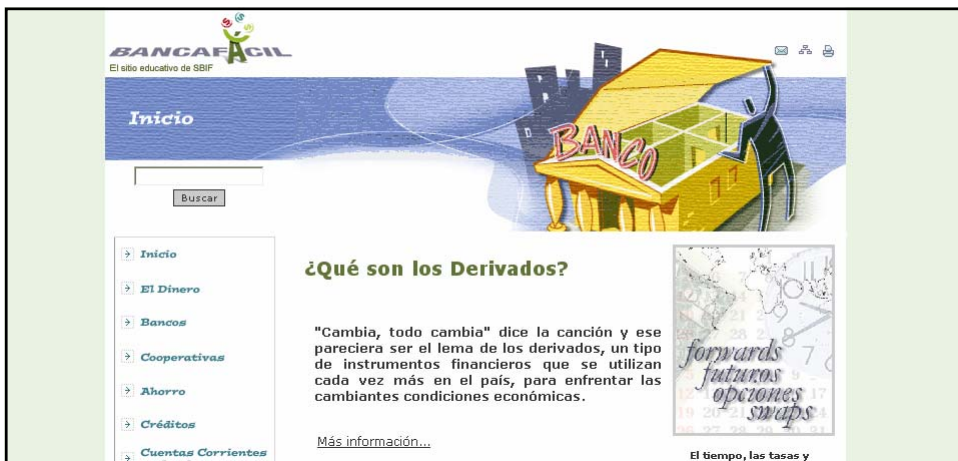 BANCAFÁCIL
El sitio educativo de SBIF
Inicio
BANCO
Buscar
Inicio
El Dinero
Bancos
Cooperativas
Ahorro
Créditos
Cuentas Corrientes
¿Qué son los Derivados?
"Cambia, todo cambia" dice la canción y ese
pareciera ser el lema de los derivados, un tipo
de instrumentos financieros que se utilizan
cada vez más en el país, para enfrentar las
cambiantes condiciones económicas.
Más información...
forwards
futuros
opciones
swaps
El tiempo, las tasas y